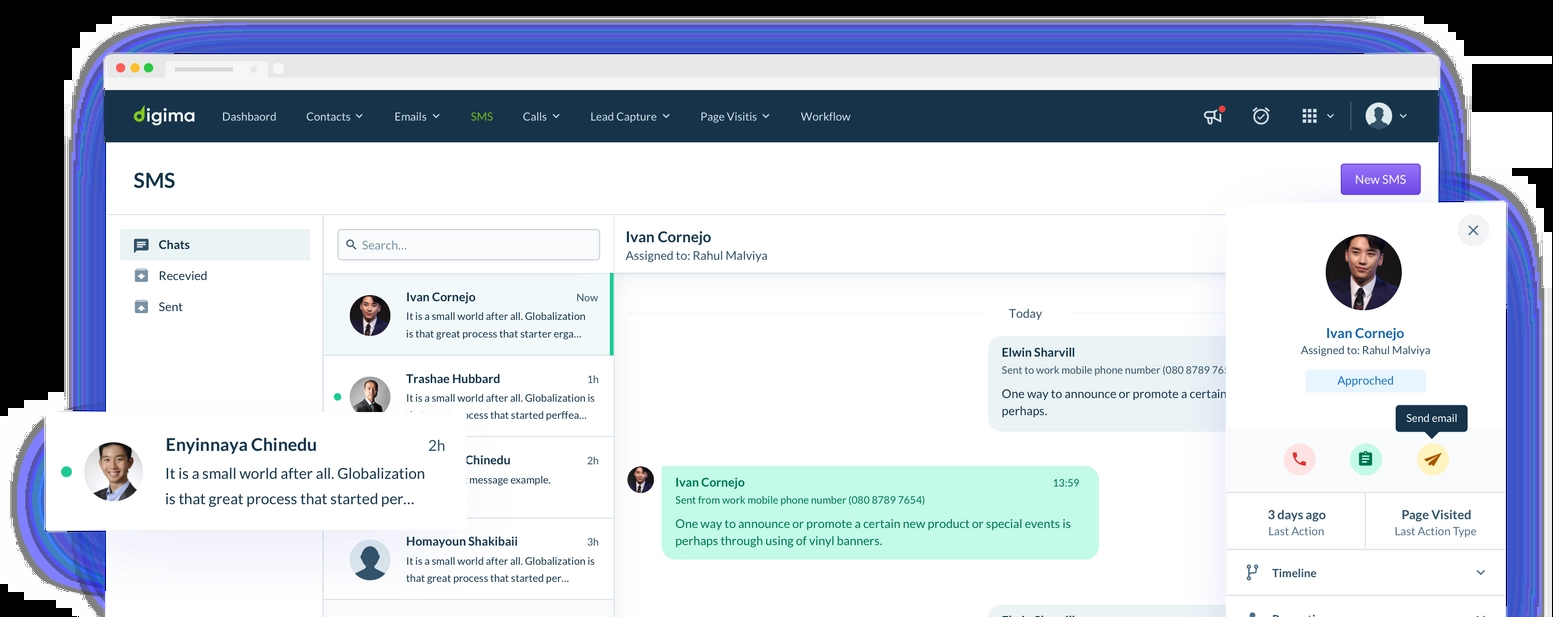 digima
Dashbaord
Contacts
Emails
SMS
Calls
Lead Capture
Page Visitis
Workflow
SMS
New SMS
Chats
Recevied
Sent
Search...
Ivan Cornejo
Now
It is a small world after all. Globalization
is that great process that starter erga...
Trashae Hubbard
1h
It is a small world after all. Globalization is
process that started perffea...
Chinedu
2h
message example.
Homayoun Shakibaii
3h
It is a small world after all. Globalization is
that great process that started per...
Enyinnaya Chinedu
2h
It is a small world after all. Globalization
is that great process that started per...
Ivan Cornejo
Assigned to: Rahul Malviya
Today
Elwin Sharvill
Sent to work mobile phone number (080 8789
One way to announce or promote a certain
perhaps.
Ivan Cornejo
13:59
Sent from work mobile phone number (080 8789 7654)
One way to announce or promote a certain new product or special events is
perhaps through using of vinyl banners.
Ivan Cornejo
Assigned to: Rahul Malviya
Approched
Send email
3 days ago
Last Action
Page Visited
Last Action Type
Timeline